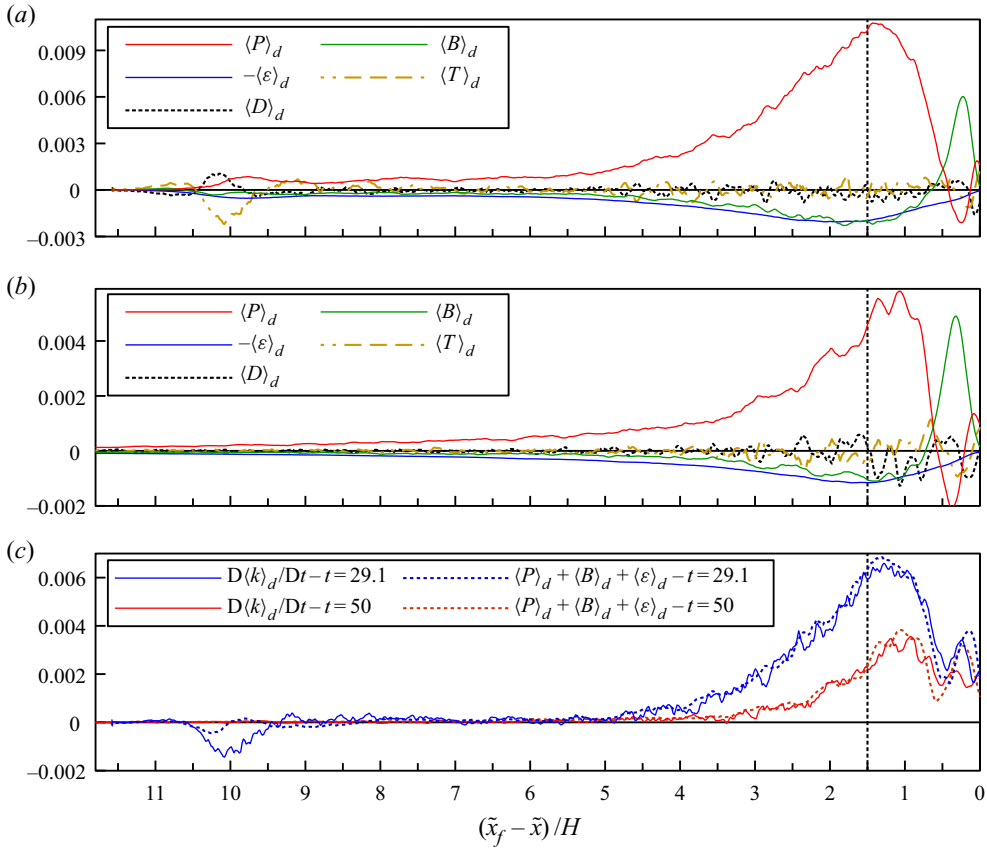 (a)
0.009
0.006
0.003
0
−0.003
⟨P⟩d ⟨B⟩d
−⟨ε⟩d ⟨T⟩d
⟨D⟩d
(b)
0.004
0.002
0
−0.002
⟨P⟩d ⟨B⟩d
−⟨ε⟩d ⟨T⟩d
⟨D⟩d
(c)
0.006
0.004
0.002
0
−0.002
D⟨k⟩d/Dt – t = 29.1 ⟨P⟩d + ⟨B⟩d + ⟨ε⟩d – t = 29.1
D⟨k⟩d/Dt – t = 50 ⟨P⟩d + ⟨B⟩d + ⟨ε⟩d – t = 50
11 10 9 8 7 6 5 4 3 2 1 0
(x̃f – x̃)/H